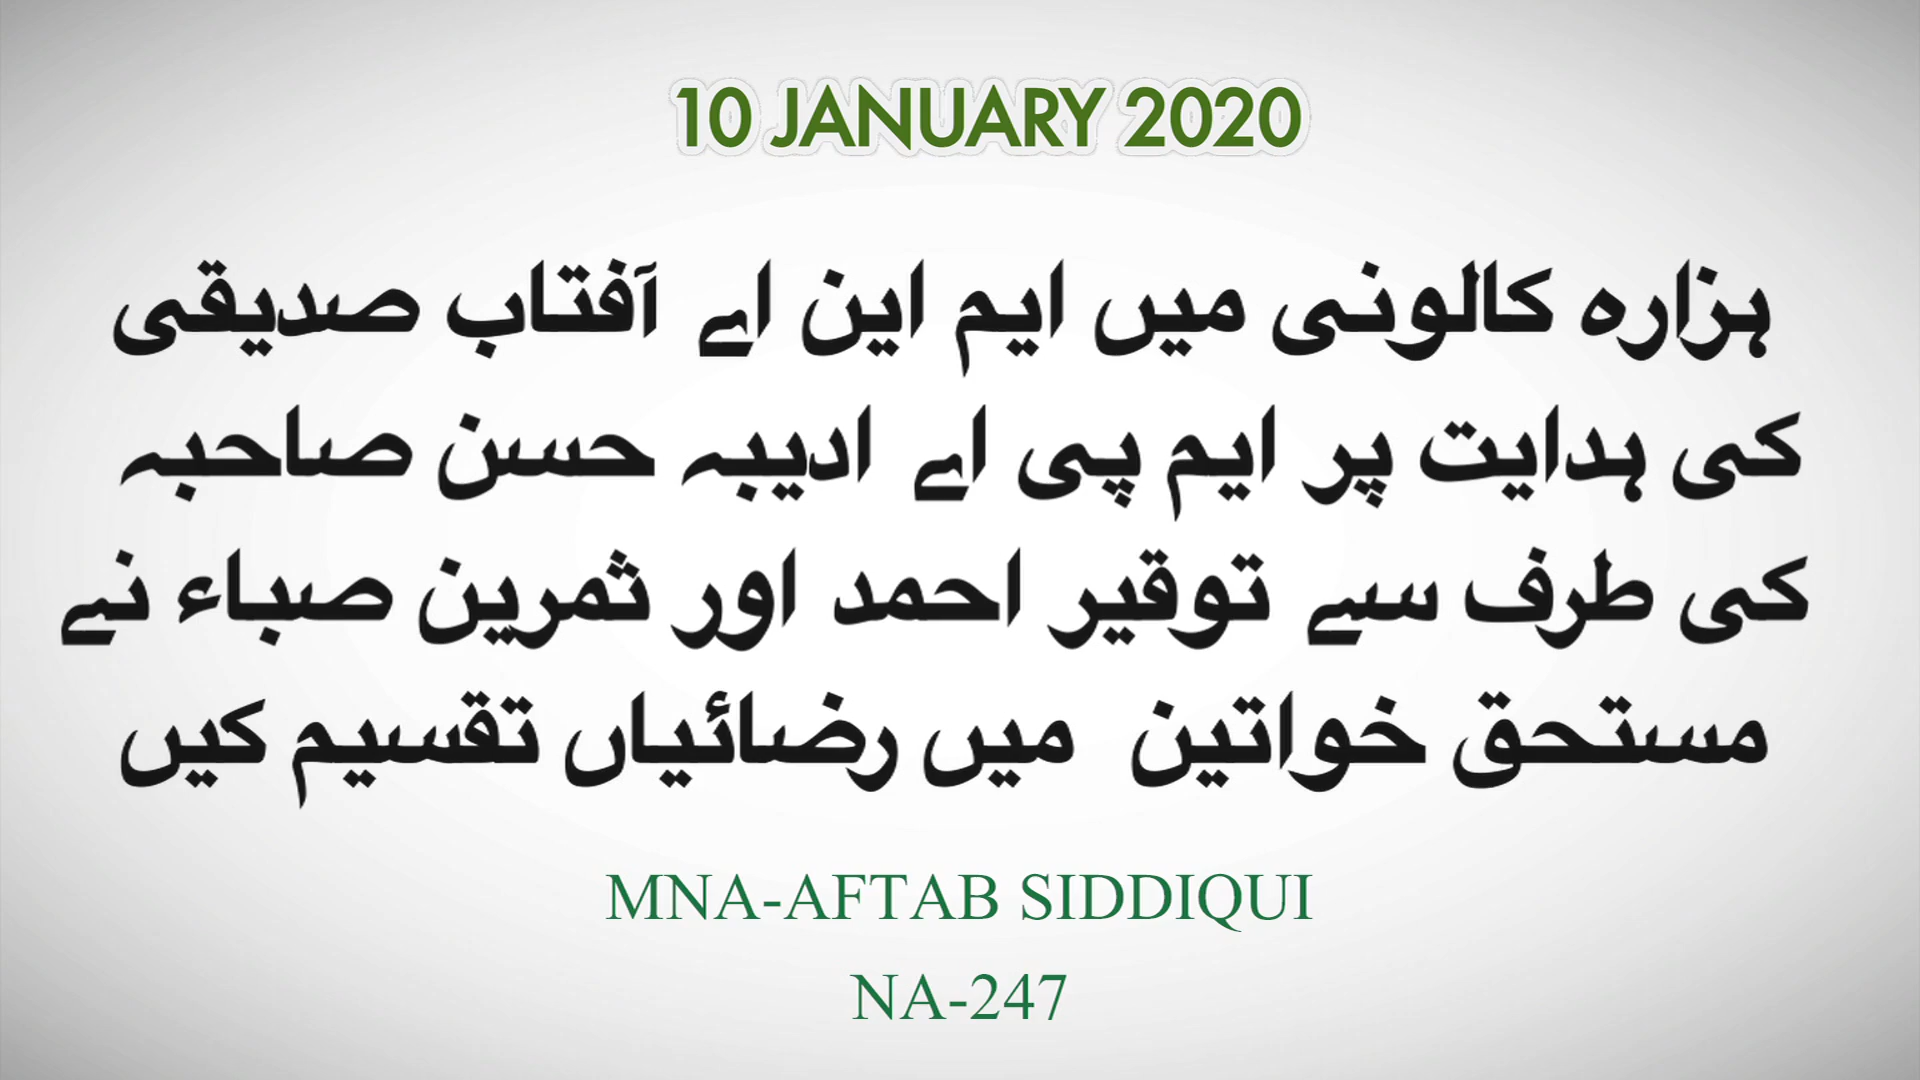 10 JANUARY 2020
ہزارہ کالونی میں ایم این اے آفتاب صدیقی
کی ہدایت پر ایم پی اے ادیبہ حسن صاحبہ
کی طرف سے توقیر احمد اور ثمرین صباء نے
مستحق خواتین میں رضائیاں تقسیم کیں
MNA-AFTAB SIDDIQUI
NA-247